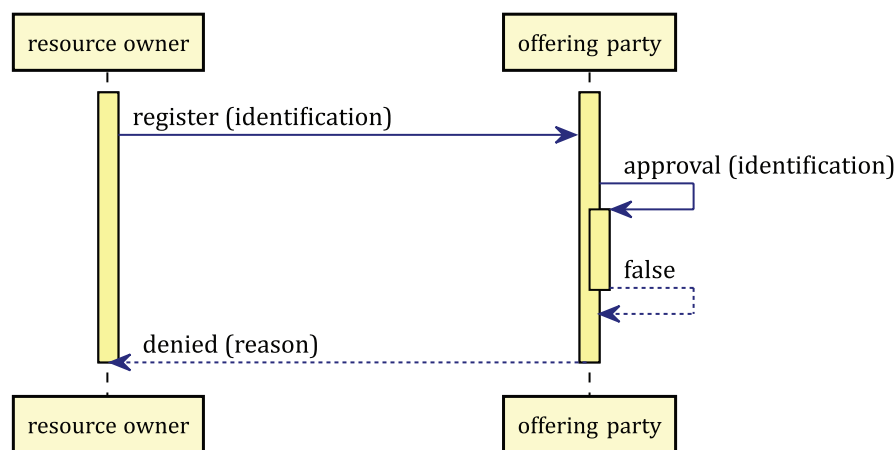 resource owner
offering party
register (identification)
approval (identification)
false
denied (reason)
resource owner
offering party